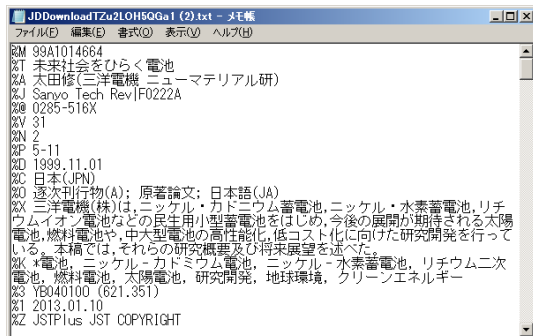 JDDownloadTZu2LOH5QGa1 (2).txt - メモ帳
ファイル(F) 編集(E) 書式(O) 表示(V) ヘルプ(H)
%M 99A1014664
%T 未来社会をひらく電池
%A 太田修(三洋電機 ニューマテリアル研)
%J Sanyo Tech Rev|F0222A
%@ 0285-516X
%V 31
%N 2
%P 5-11
%D 1999.11.01
%C 日本(JPN)
%O 逐次刊行物(A); 原著論文; 日本語(JA)
%X 三洋電機(株)は,ニッケル・カドニウム蓄電池,ニッケル・水素蓄電池,リチ
ウムイオン電池などの民生用小型蓄電池をはじめ,今後の展開が期待される太陽
電池,燃料電池や,中大型電池の高性能化,低コスト化に向けた研究開発を行って
いる。本稿では,それらの研究概要及び将来展望を述べた。
%K *電池, ニッケル-カドミウム電池, ニッケル-水素蓄電池, リチウム二次
電池, 燃料電池, 太陽電池, 研究開発, 地球環境, クリーンエネルギー
%3 YB040100 (621.351)
%1 2013.01.10
%Z JSTPlus JST COPYRIGHT